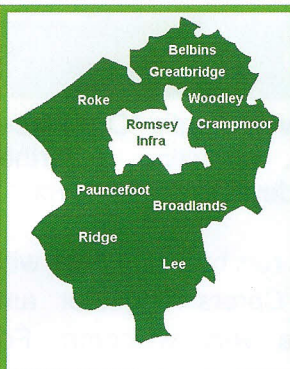 Belbins
Greatbridge
Roke
Woodley
Romsey
Infra
Crampmoor
Pauncefoot
Broadlands
Ridge
Lee